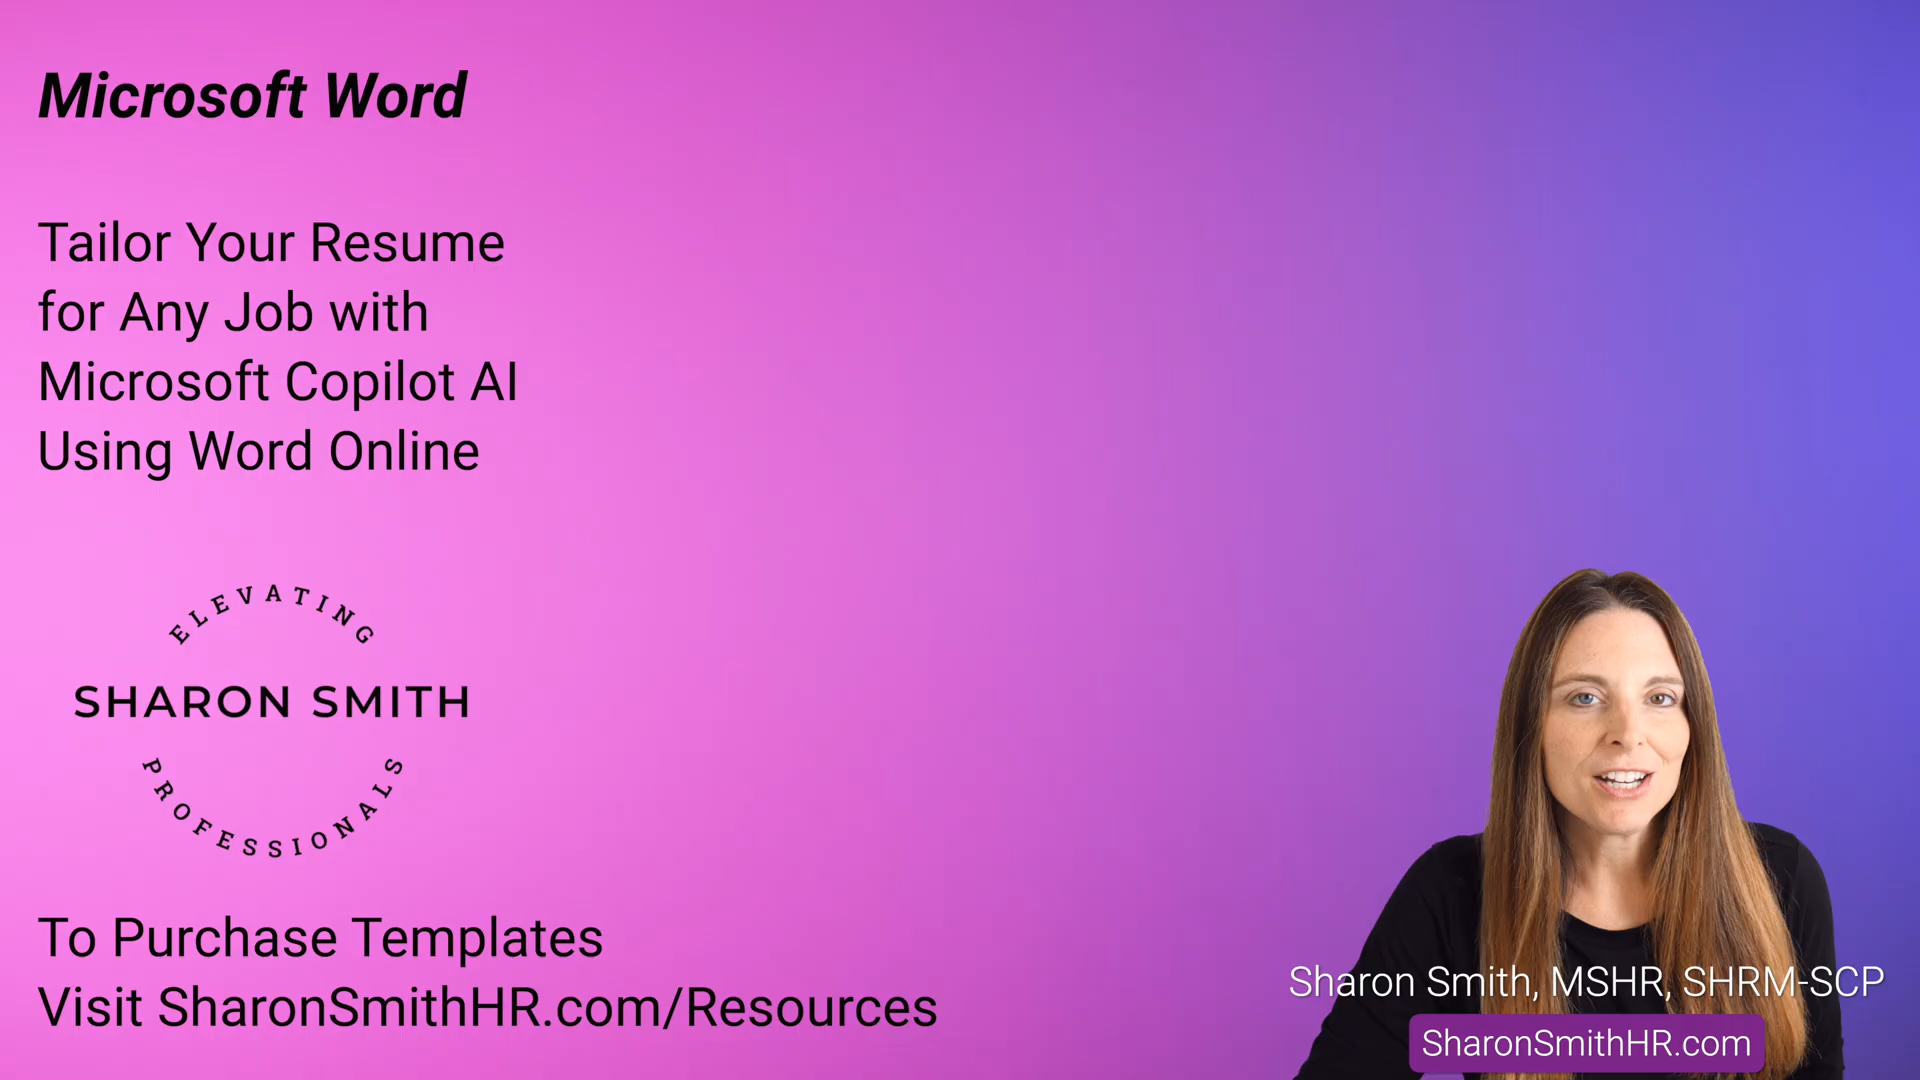 Microsoft Word
Tailor Your Resume
for Any Job with
Microsoft Copilot AI
Using Word Online
ELEVATING
SHARON SMITH
PROFESSIONALS
To Purchase Templates
Visit SharonSmithHR.com/Resources
Sharon Smith, MSHR, SHRM-SCP
SharonSmithHR.com